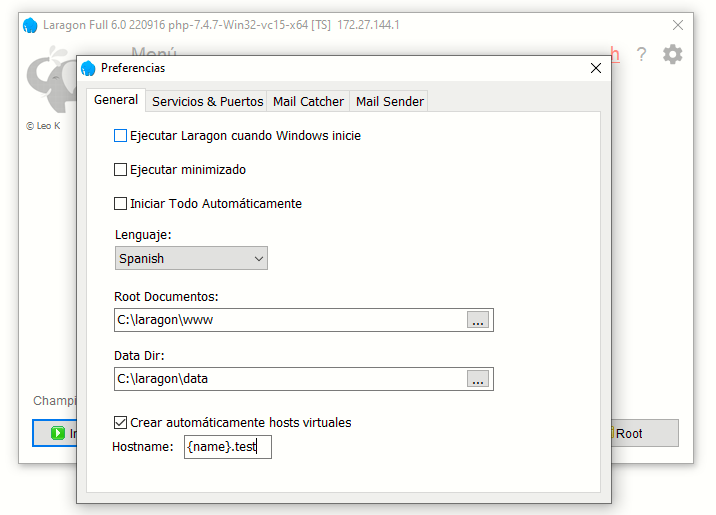 Laragon Full 6.0 220916 php-7.4.7-Win32-vc15-x64 [TS] 172.27.144.1
Menú
h ?
© Leo K
Preferencias
General Servicios & Puertos Mail Catcher Mail Sender
Ejecutar Laragon cuando Windows inicie
Ejecutar minimizado
Iniciar Todo Automáticamente
Lenguaje:
Spanish
Root Documentos:
C:\laragon\www
...
Data Dir:
C:\laragon\data
...
Crear automáticamente hosts virtuales
Hostname: {name}.test
Champi
Root